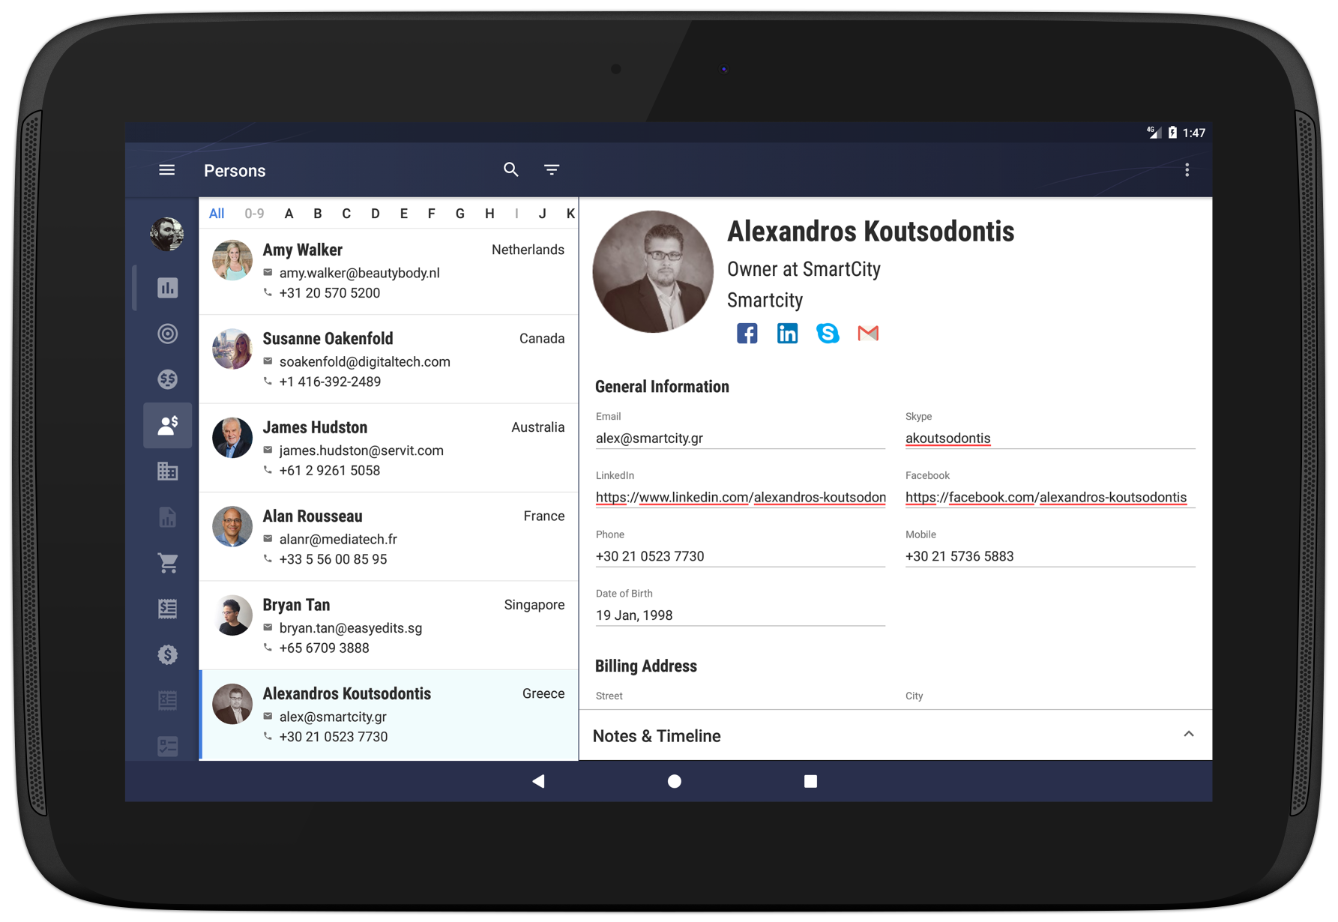 4G 1:47
Persons
All 0-9 A B C D E F G H I J K
Amy Walker Netherlands
amy.walker@beautybody.nl
+31 20 570 5200
Susanne Oakenfold Canada
soakenfold@digitaltech.com
+1 416-392-2489
James Hudston Australia
james.hudston@servit.com
+61 2 9261 5058
Alan Rousseau France
alanr@mediatech.fr
+33 5 56 00 85 95
Bryan Tan Singapore
bryan.tan@easyedits.sg
+65 6709 3888
Alexandros Koutsodontis Greece
alex@smartcity.gr
+30 21 0523 7730
Alexandros Koutsodontis
Owner at SmartCity
Smartcity
General Information
Email Skype
alex@smartcity.gr akoutsodontis
LinkedIn Facebook
https://www.linkedin.com/alexandros-koutsodon https://facebook.com/alexandros-koutsodontis
Phone Mobile
+30 21 0523 7730 +30 21 5736 5883
Date of Birth
19 Jan, 1998
Billing Address
Street City
Notes & Timeline